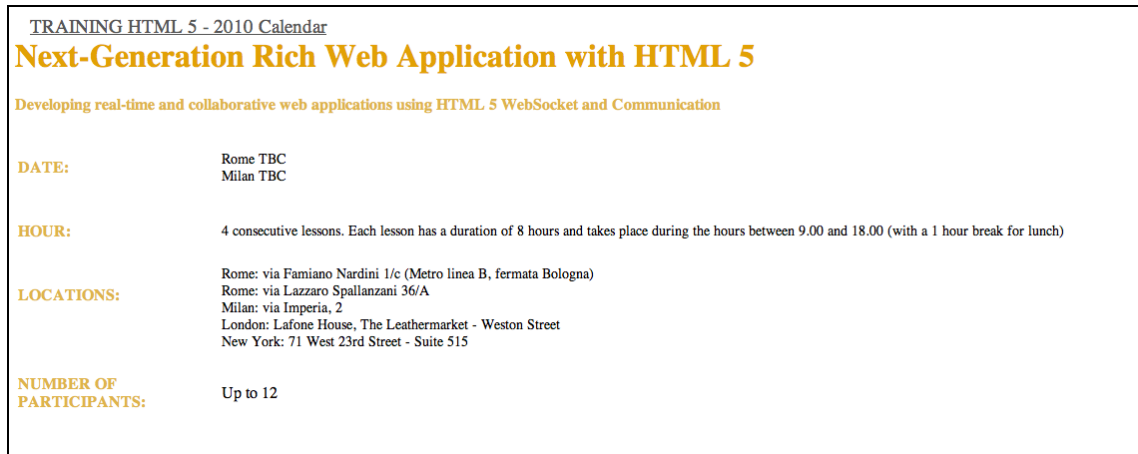 TRAINING HTML 5 - 2010 Calendar
Next-Generation Rich Web Application with HTML 5
Developing real-time and collaborative web applications using HTML 5 WebSocket and Communication
DATE:
Rome TBC
Milan TBC
HOUR:
4 consecutive lessons. Each lesson has a duration of 8 hours and takes place during the hours between 9.00 and 18.00 (with a 1 hour break for lunch)
LOCATIONS:
Rome: via Famiano Nardini 1/c (Metro linea B, fermata Bologna)
Rome: via Lazzaro Spallanzani 36/A
Milan: via Imperia, 2
London: Lafone House, The Leathermarket - Weston Street
New York: 71 West 23rd Street - Suite 515
NUMBER OF
PARTICIPANTS:
Up to 12